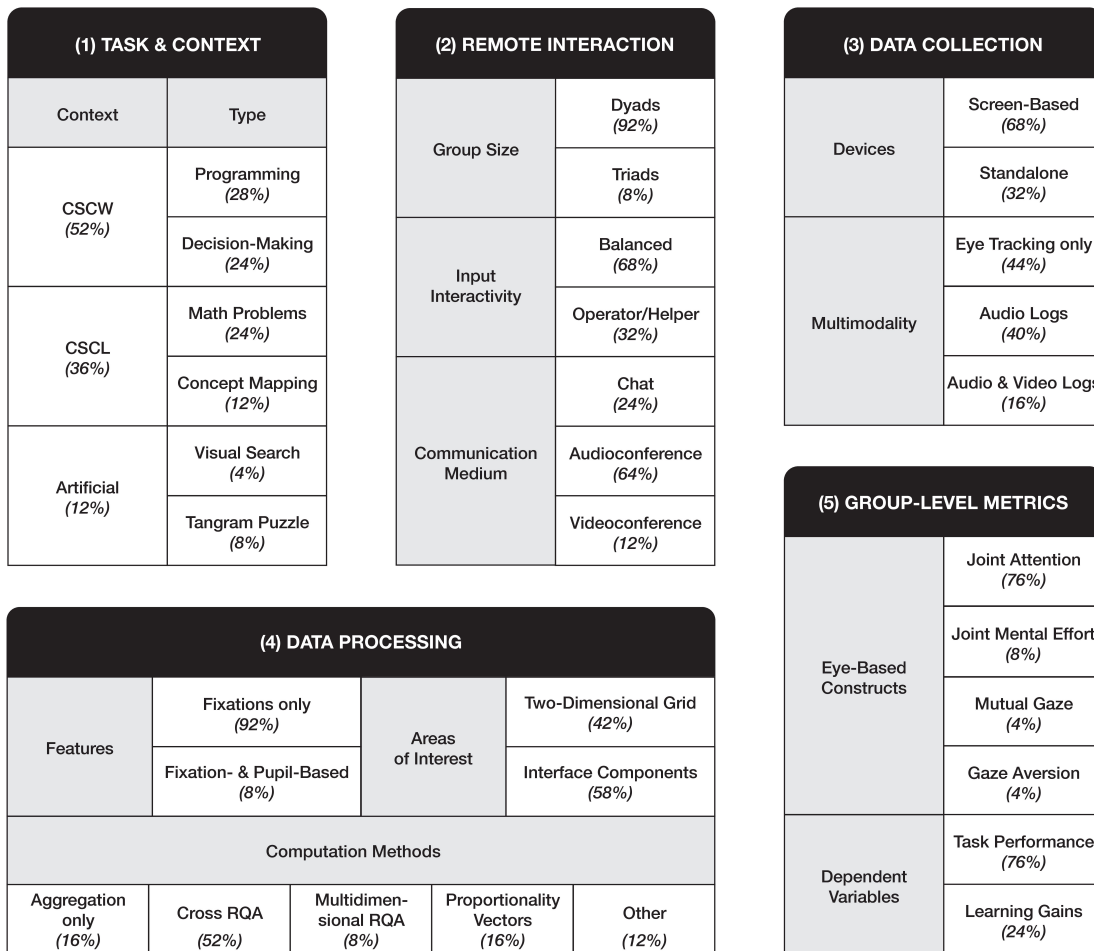 (1) TASK & CONTEXT
Context
Type
CSCW
(52%)
Programming
(28%)
Decision-Making
(24%)
CSCL
(36%)
Math Problems
(24%)
Concept Mapping
(12%)
Artificial
(12%)
Visual Search
(4%)
Tangram Puzzle
(8%)
(2) REMOTE INTERACTION
Group Size
Dyads
(92%)
Triads
(8%)
Input
Interactivity
Balanced
(68%)
Operator/Helper
(32%)
Communication
Medium
Chat
(24%)
Audioconference
(64%)
Videoconference
(12%)
(3) DATA COLLECTION
Devices
Screen-Based
(68%)
Standalone
(32%)
Multimodality
Eye Tracking only
(44%)
Audio Logs
(40%)
Audio & Video Logs
(16%)
(4) DATA PROCESSING
Features
Fixations only
(92%)
Fixation- & Pupil-Based
(8%)
Areas
of Interest
Two-Dimensional Grid
(42%)
Interface Components
(58%)
Computation Methods
Aggregation
only
(16%)
Cross RQA
(52%)
Multidimen-
sional RQA
(8%)
Proportionality
Vectors
(16%)
Other
(12%)
(5) GROUP-LEVEL METRICS
Eye-Based
Constructs
Joint Attention
(76%)
Joint Mental Effort
(8%)
Mutual Gaze
(4%)
Gaze Aversion
(4%)
Dependent
Variables
Task Performance
(76%)
Learning Gains
(24%)